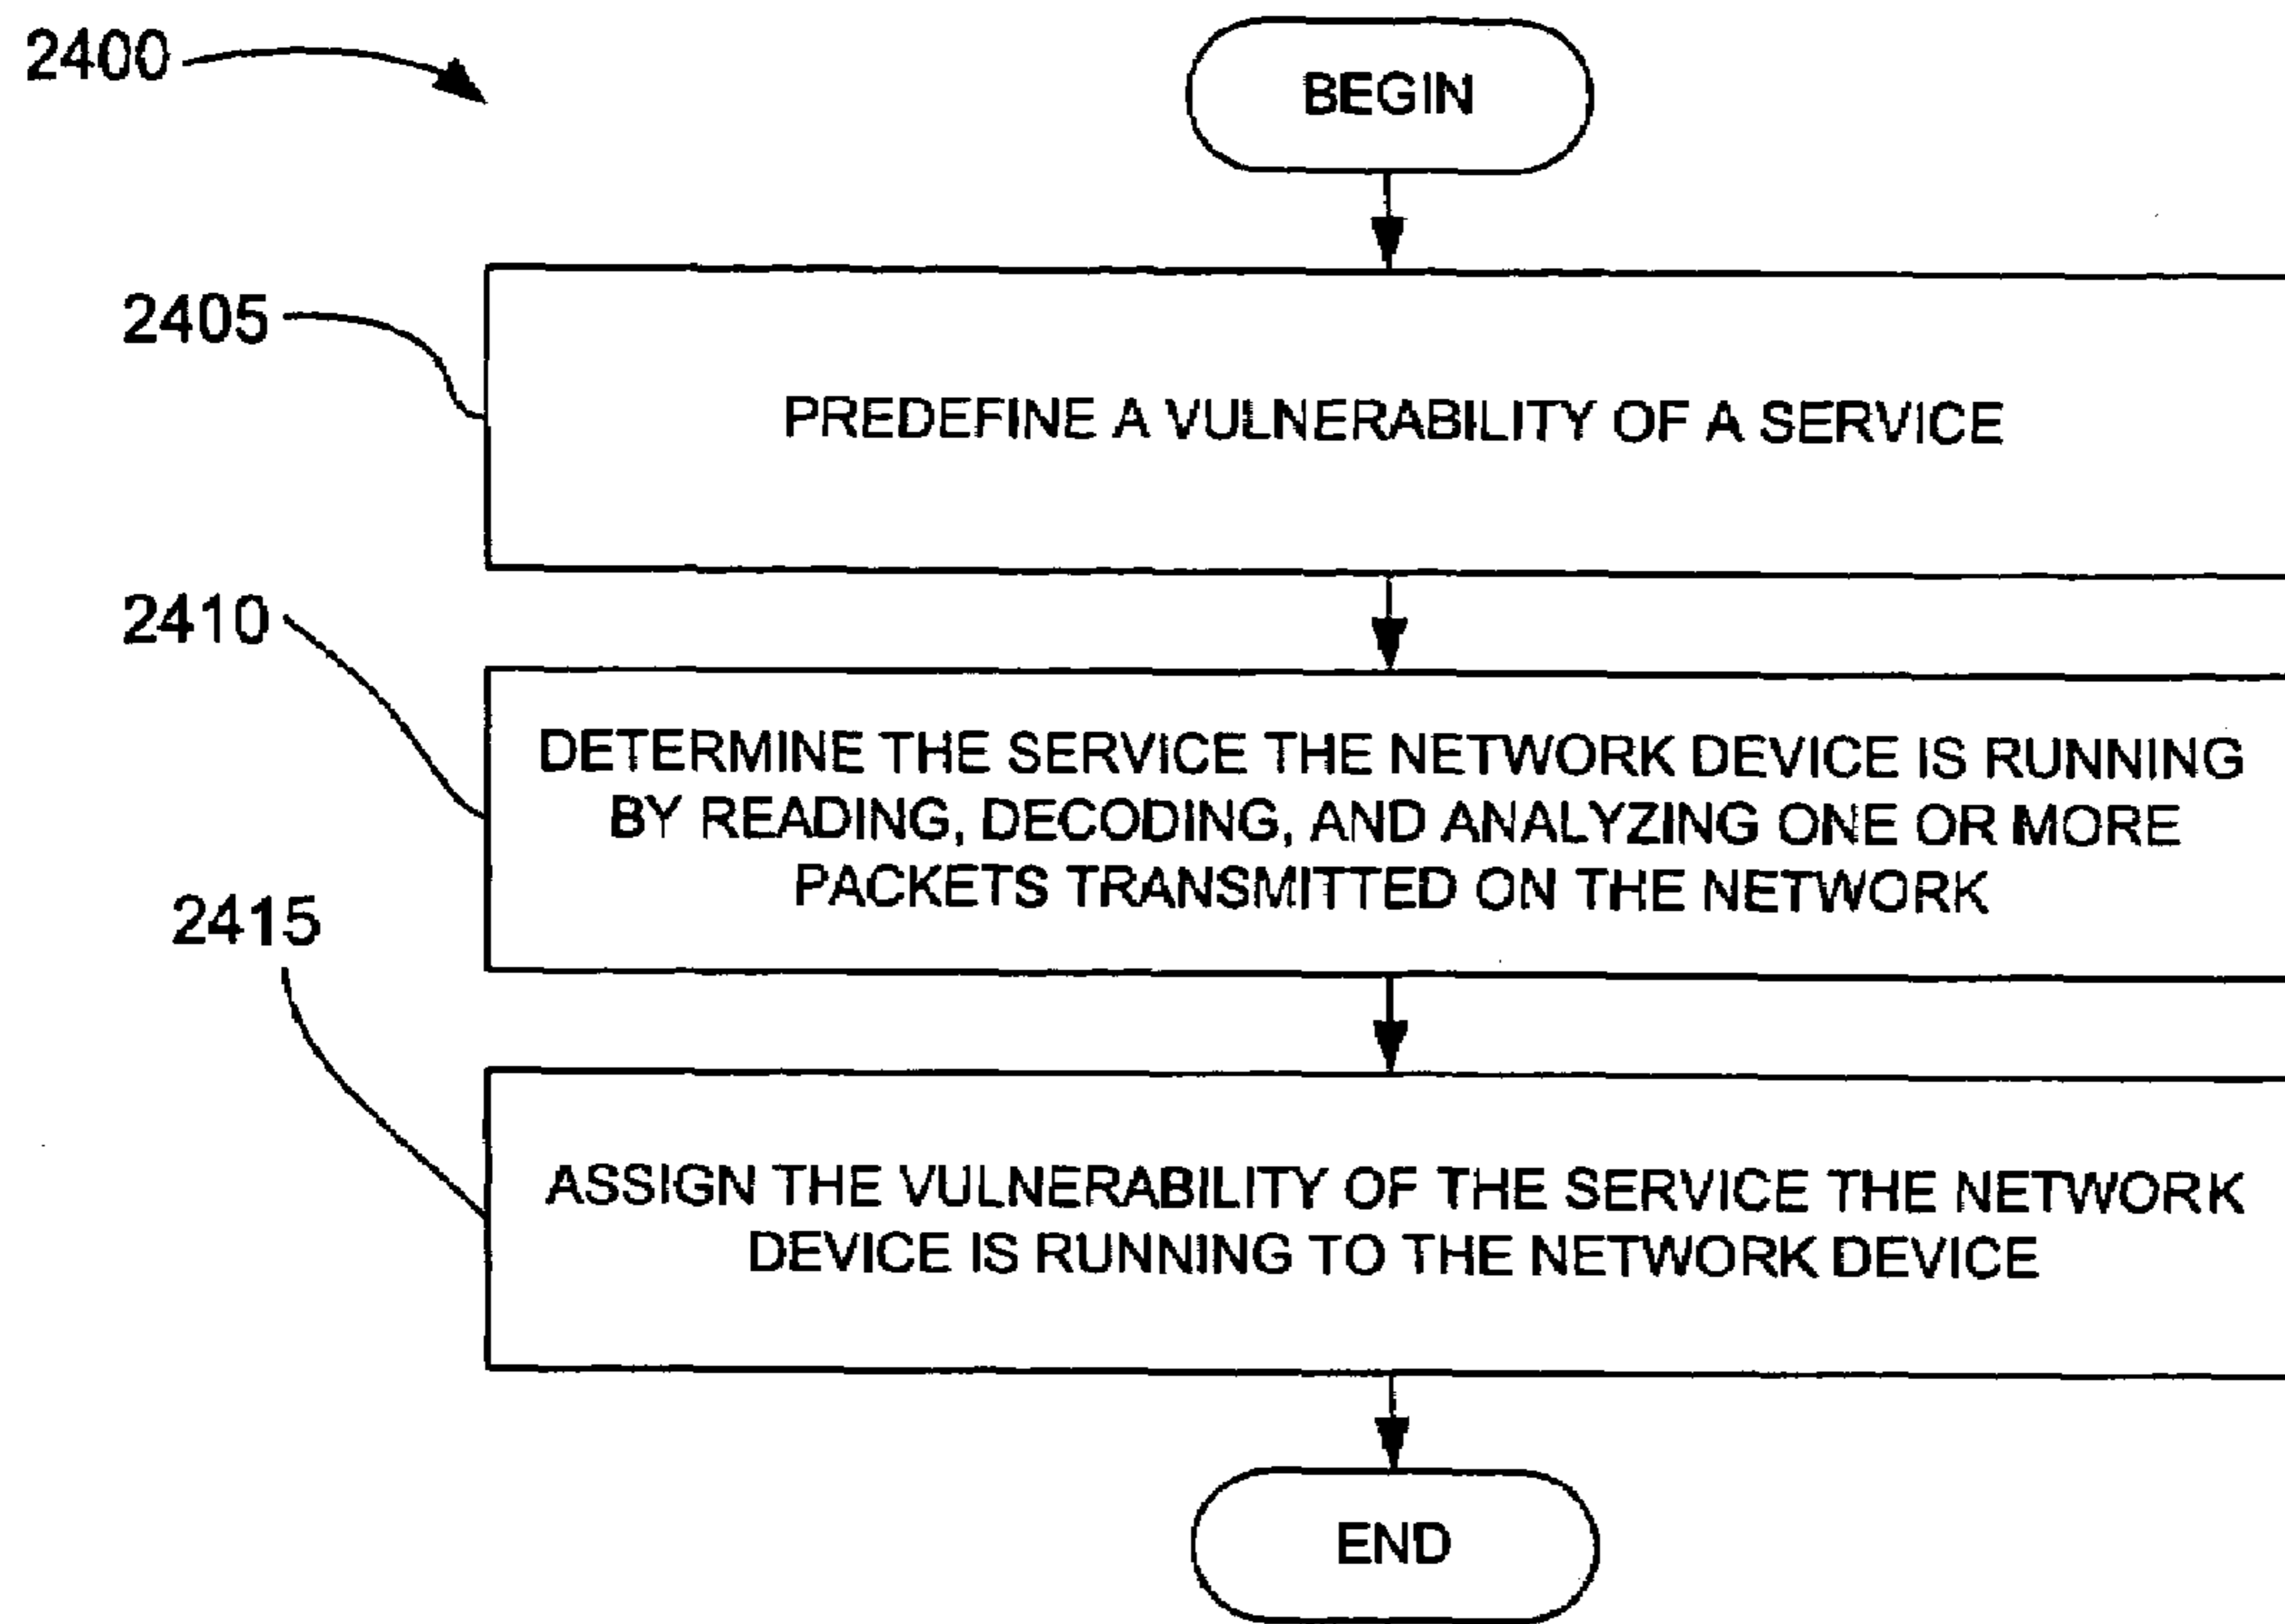 2400
BEGIN
2405
PREDEFINE A VULNERABILITY OF A SERVICE
2410
DETERMINE THE SERVICE THE NETWORK DEVICE IS RUNNING
BY READING, DECODING, AND ANALYZING ONE OR MORE
PACKETS TRANSMITTED ON THE NETWORK
2415
ASSIGN THE VULNERABILITY OF THE SERVICE THE NETWORK
DEVICE IS RUNNING TO THE NETWORK DEVICE
END